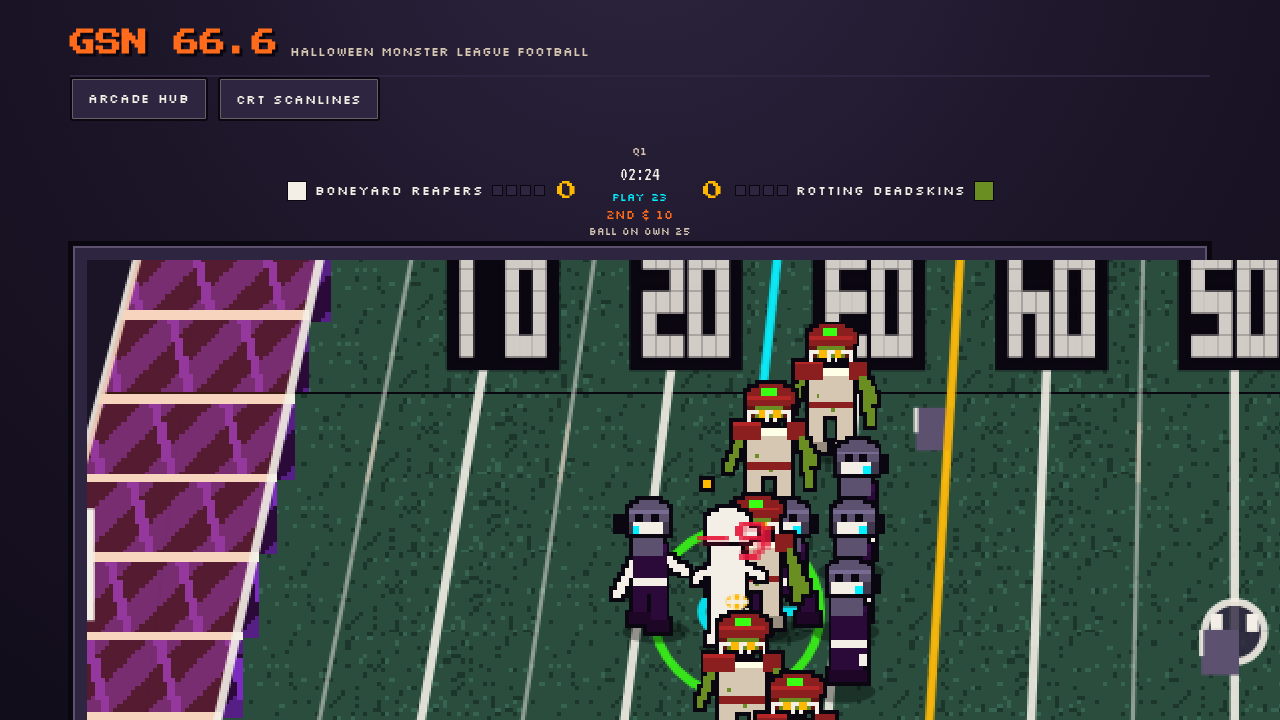 GSN 66.6
HALLOWEEN MONSTER LEAGUE FOOTBALL
ARCADE HUB
CRT SCANLINES
Q1
02:24
BONEYARD REAPERS 0
0 ROTTING DEADSKINS
PLAY 23
2ND & 10
BALL ON OWN 25
10 20 40 50